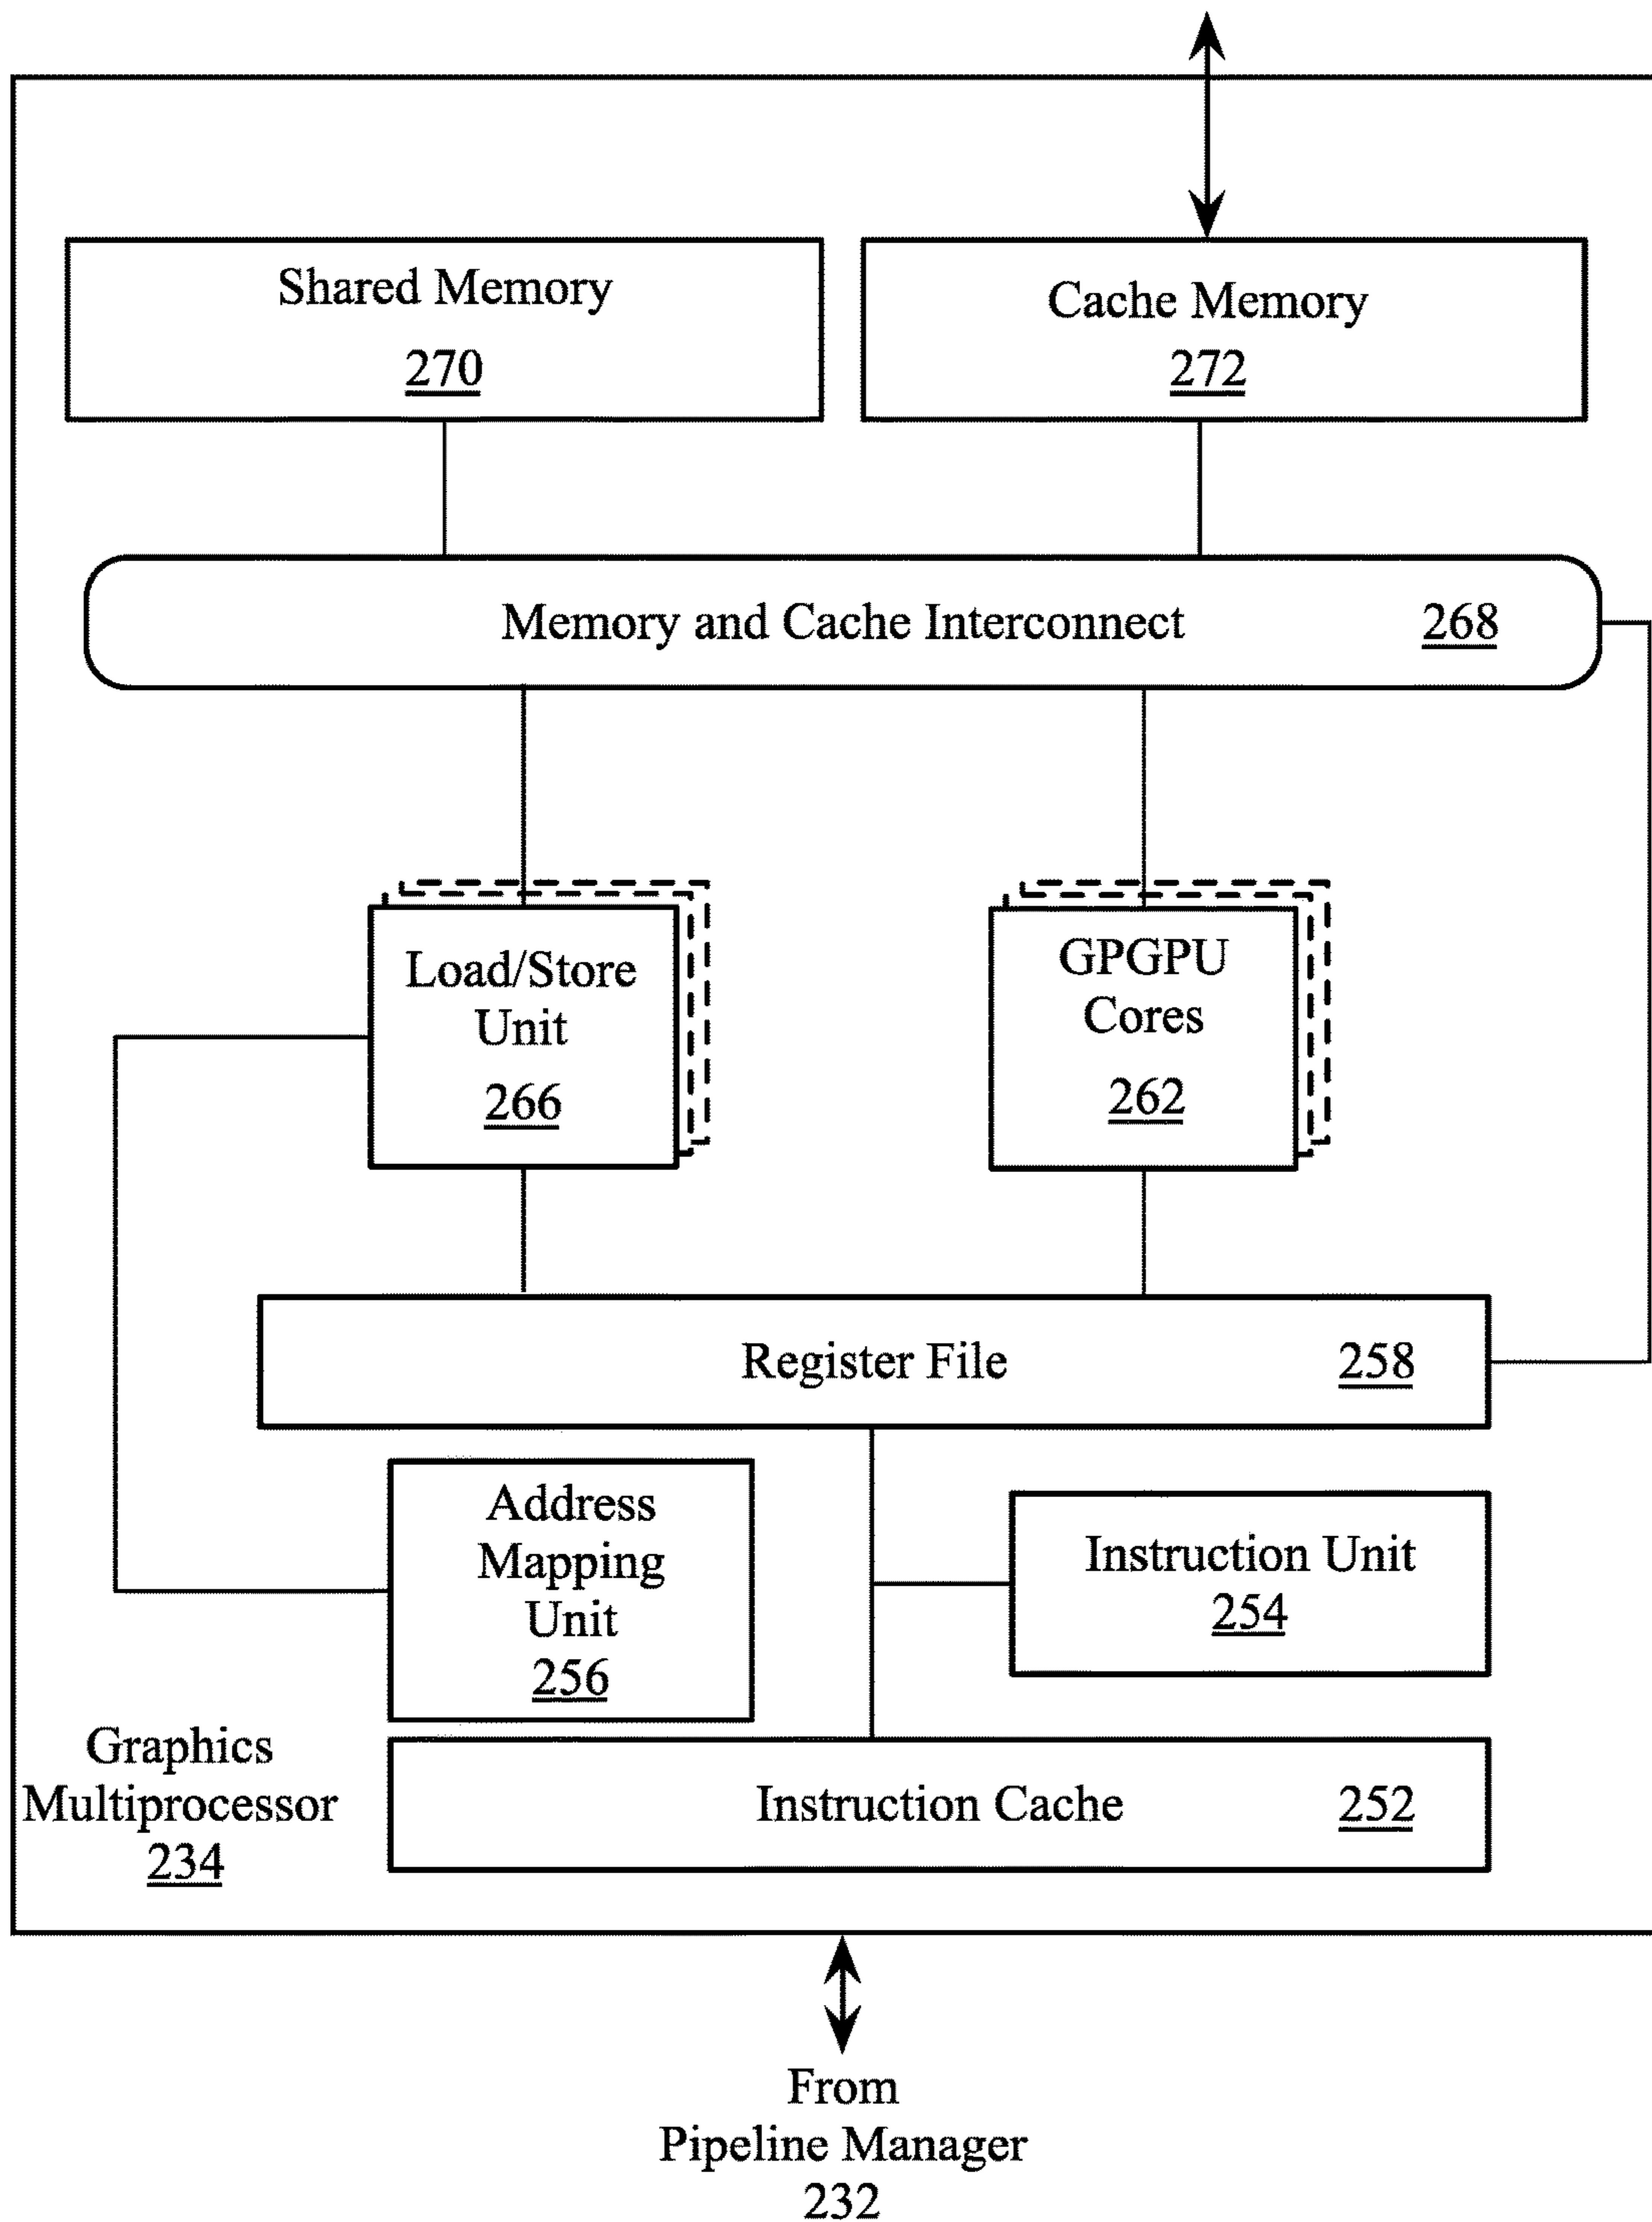 Shared Memory
270
Cache Memory
272
Memory and Cache Interconnect 268
Load/Store
Unit
266
GPGPU
Cores
262
Register File 258
Address
Mapping
Unit
256
Instruction Unit
254
Graphics
Multiprocessor
234
Instruction Cache 252
From
Pipeline Manager
232